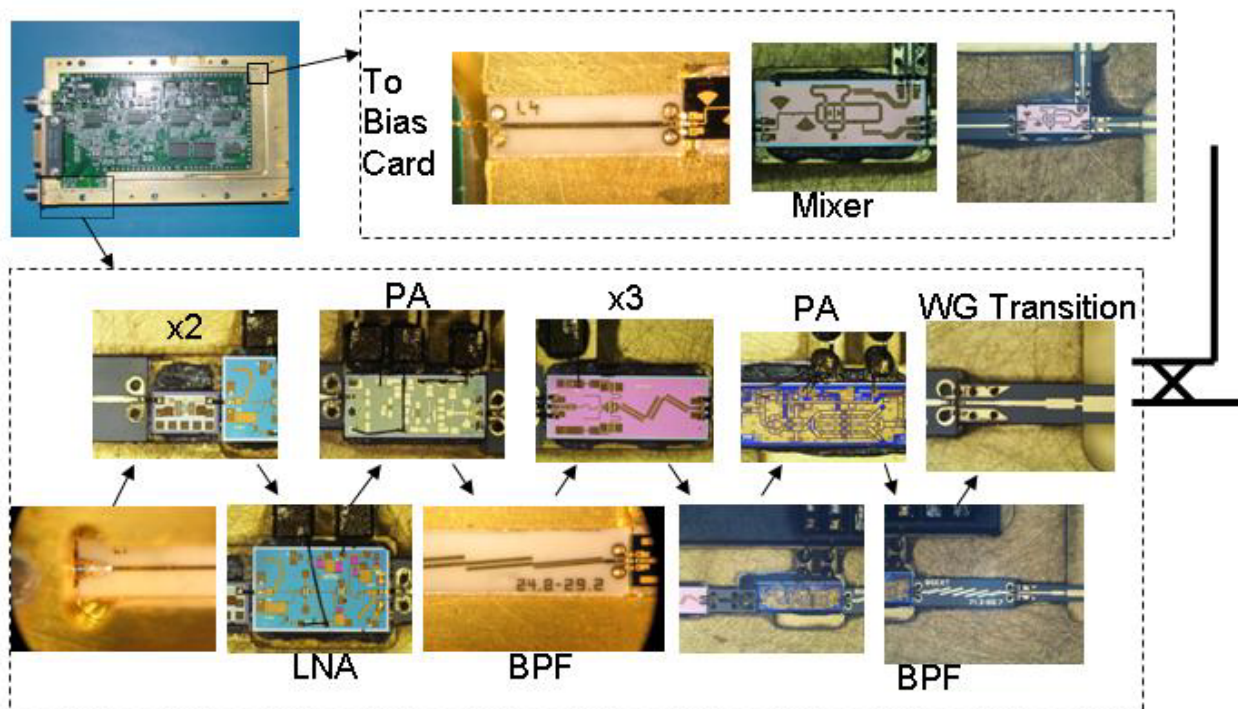 To
Bias
Card
L4
Mixer
x2
PA
x3
PA
WG Transition
24.8-29.2
LNA
BPF
BPF